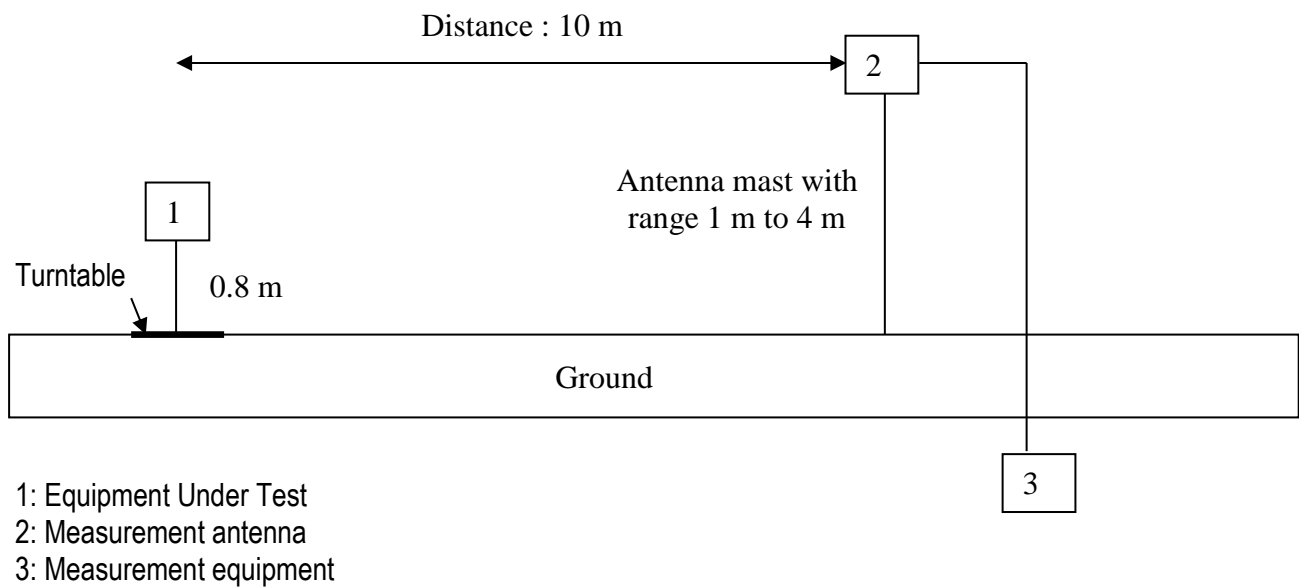 Distance : 10 m
2
Antenna mast with
range 1 m to 4 m
1
Turntable
0.8 m
Ground
3
1: Equipment Under Test
2: Measurement antenna
3: Measurement equipment